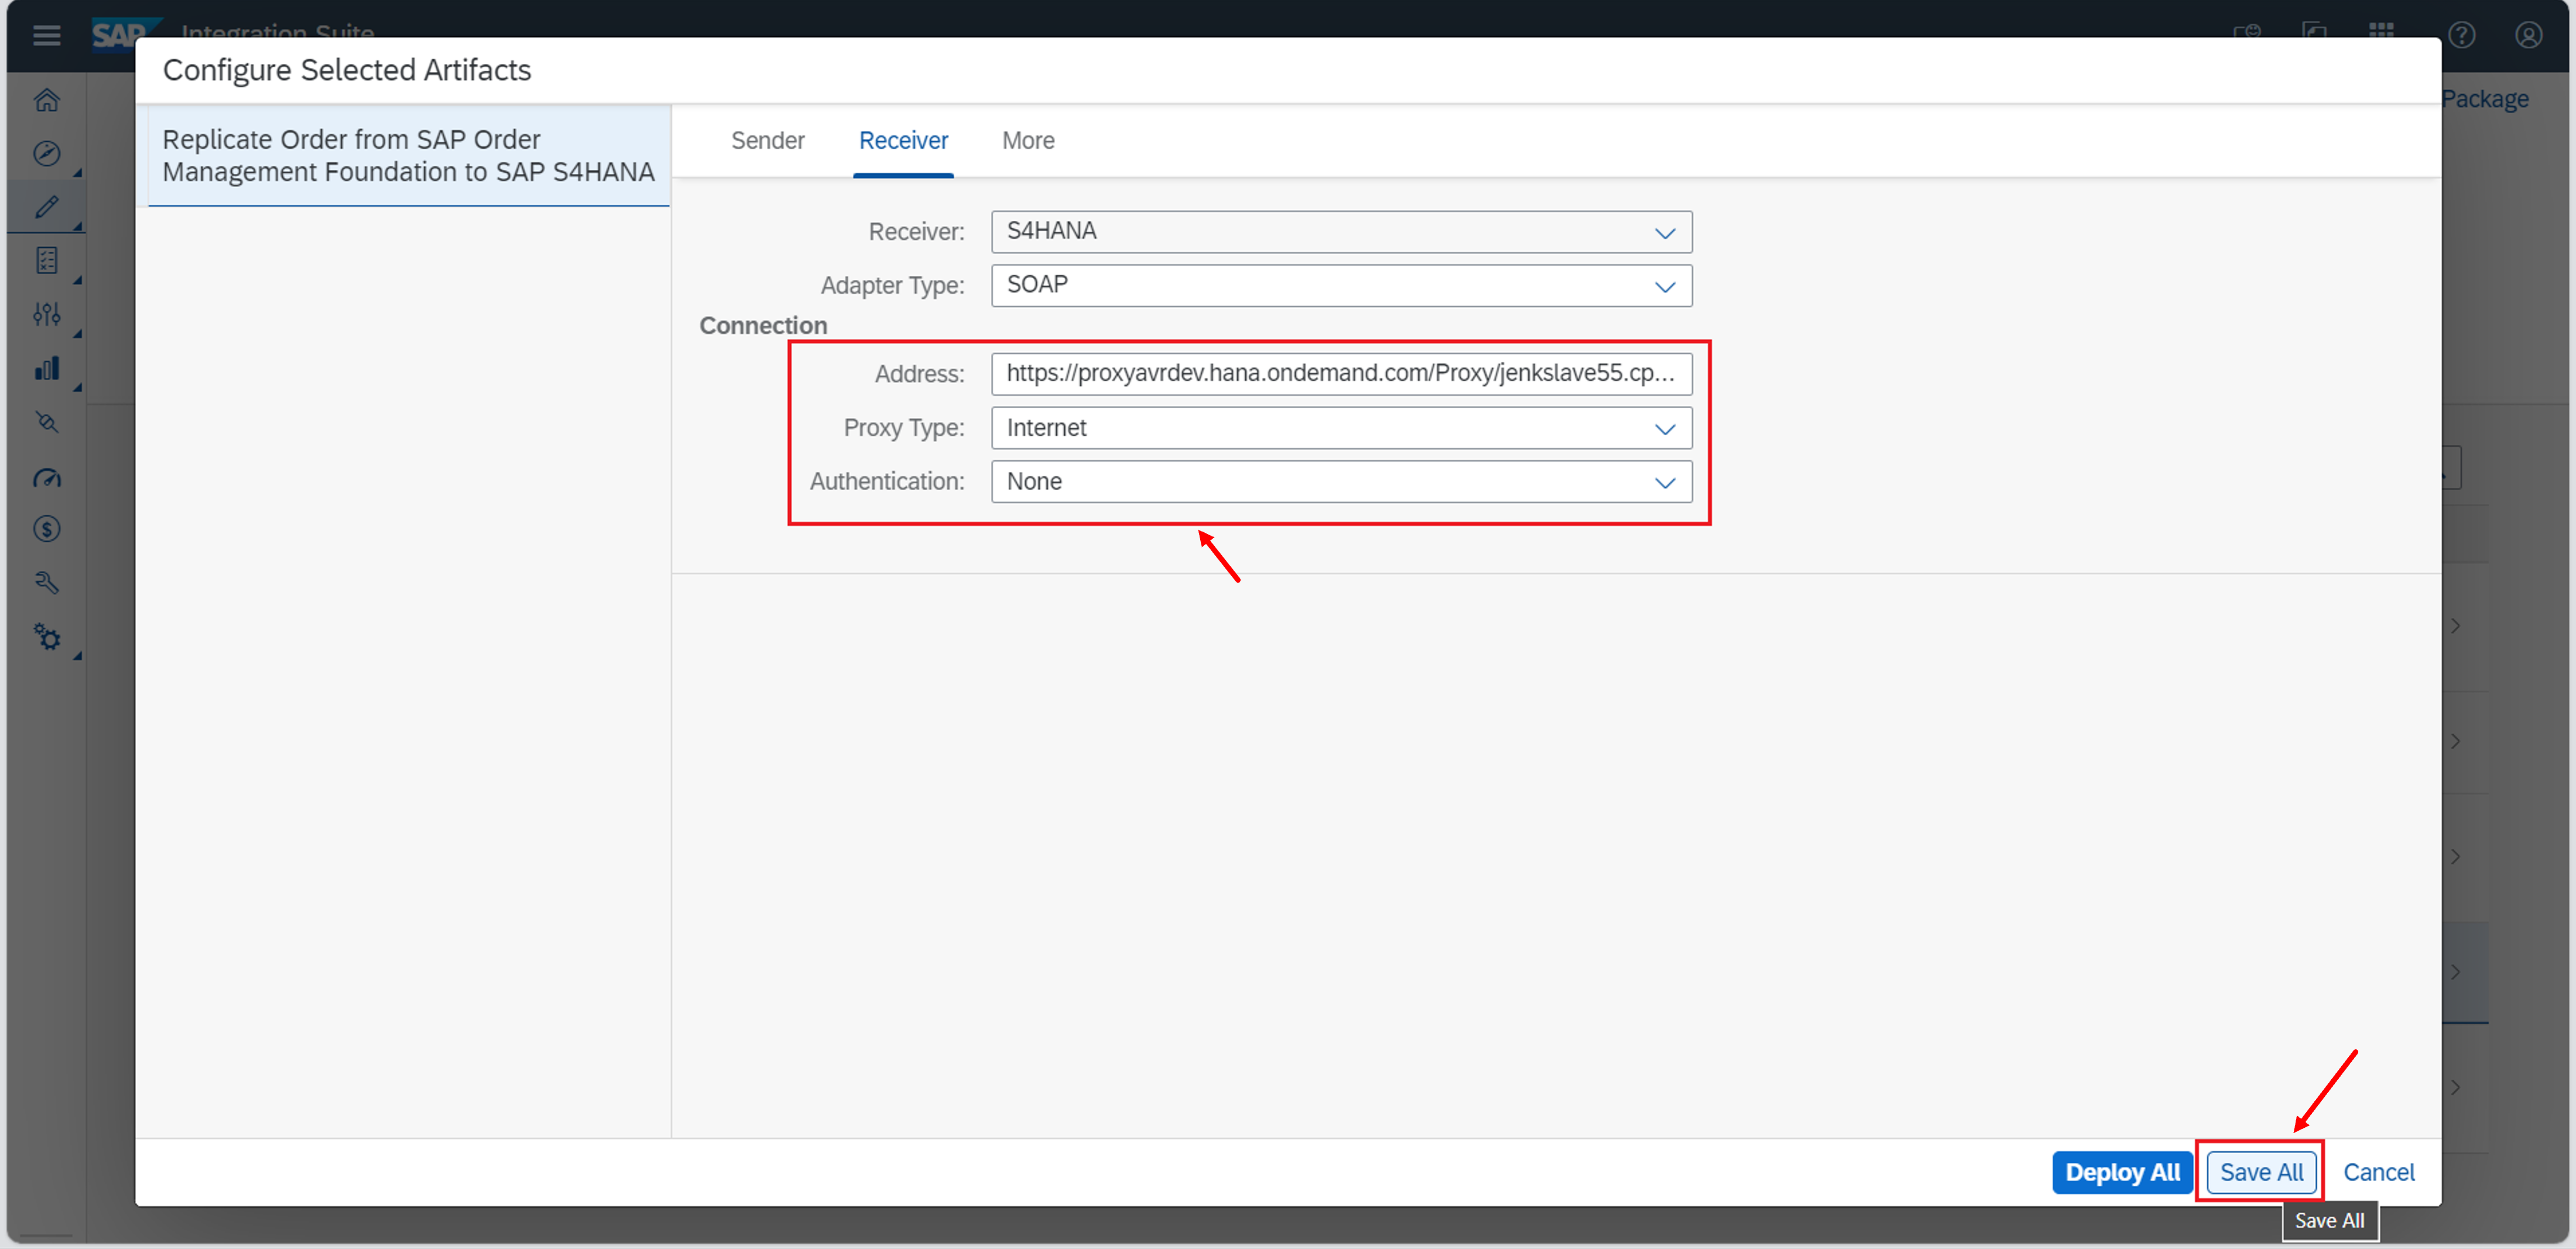 SAP Integration Suite
Configure Selected Artifacts
Package
Replicate Order from SAP Order
Management Foundation to SAP S4HANA
Sender Receiver More
Receiver: S4HANA
Adapter Type: SOAP
Connection
Address: https://proxyavrdev.hana.ondemand.com/Proxy/jenkslave55.cp...
Proxy Type: Internet
Authentication: None
Deploy All Save All Cancel
Save All